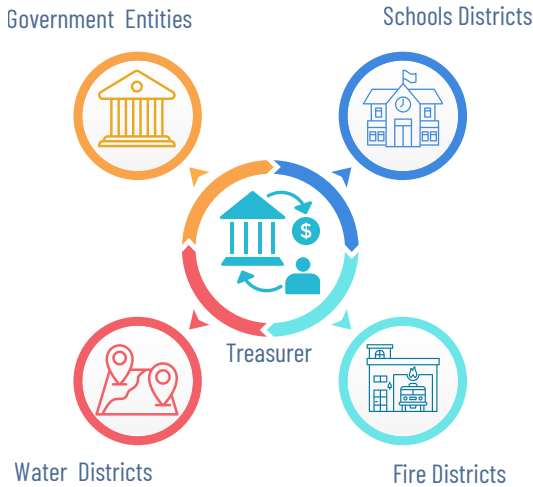 Government Entities
Schools Districts
$
Treasurer
Water Districts
Fire Districts